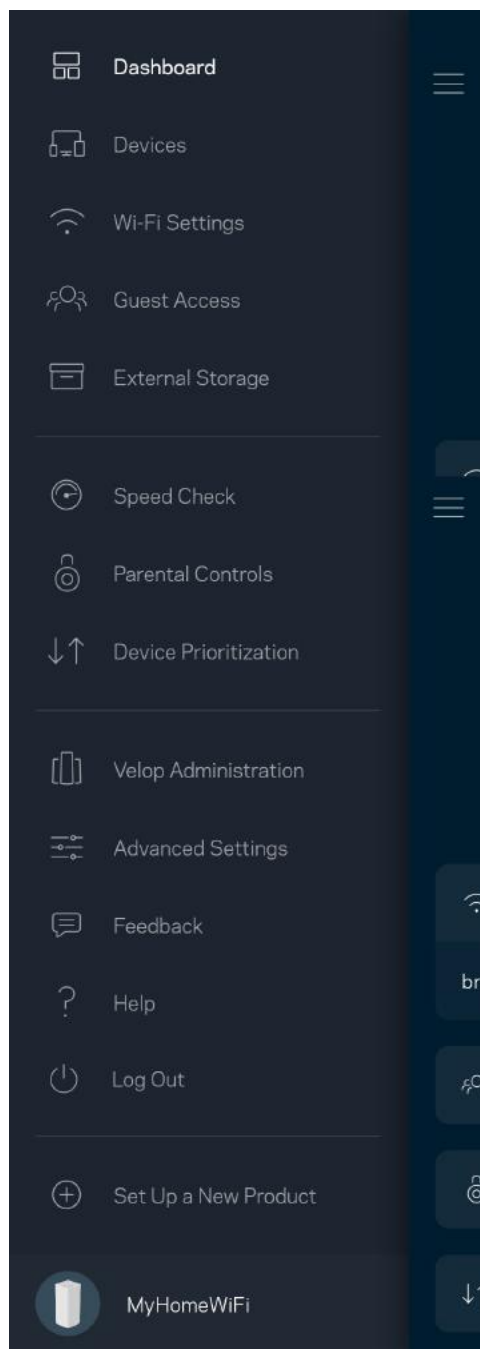 Dashboard
Devices
Wi-Fi Settings
Guest Access
External Storage
Speed Check
Parental Controls
Device Prioritization
Velop Administration
Advanced Settings
Feedback
br
Help
Log Out
Set Up a New Product
MyHomeWiFi